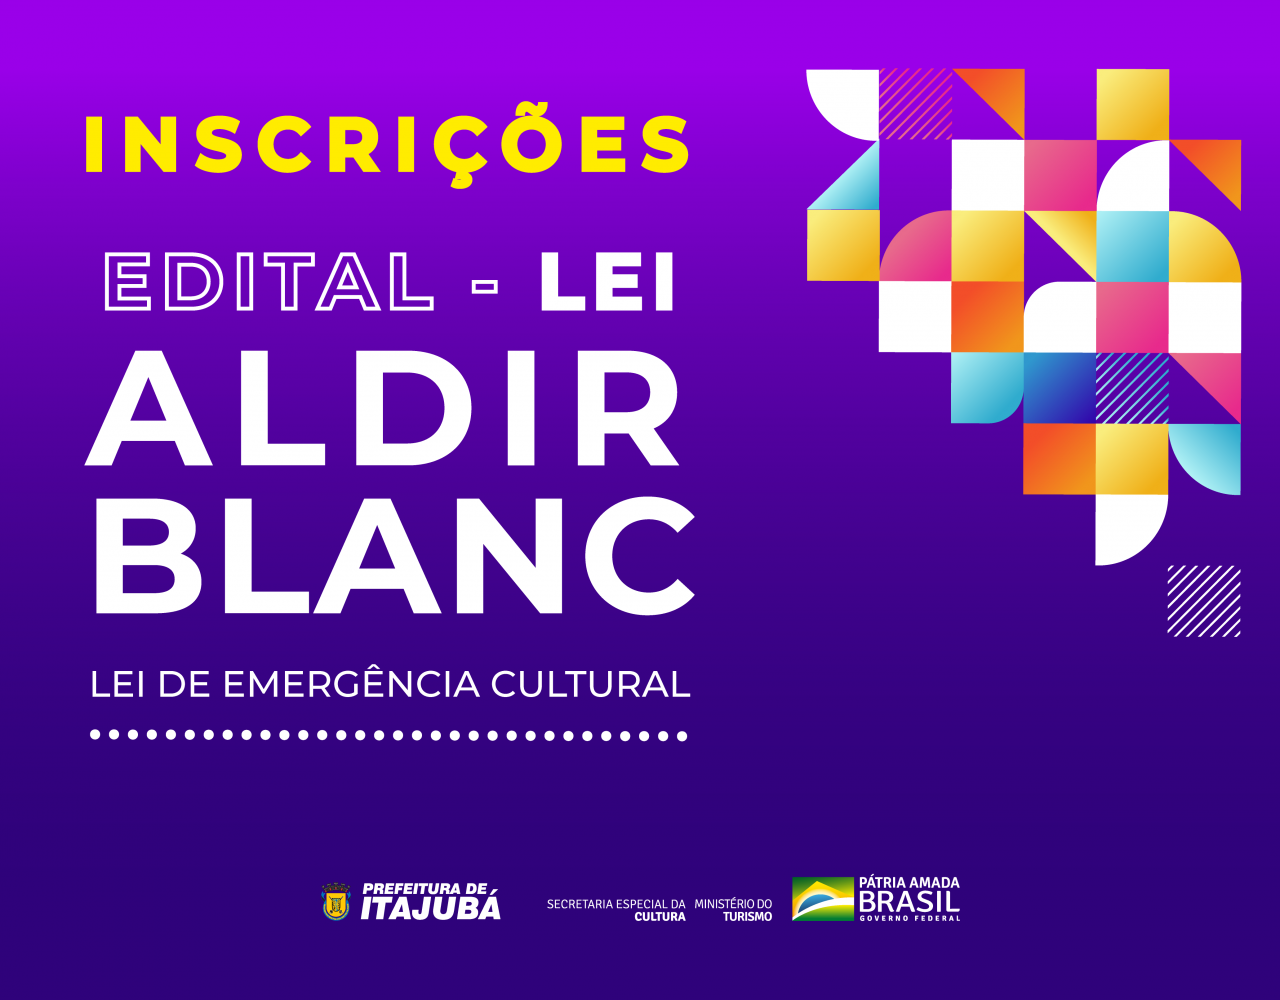 INSCRIÇÕES
EDITAL - LEI
ALDIR
BLANC
LEI DE EMERGÊNCIA CULTURAL
PREFEITURA DE
ITAJUBÁ
SECRETARIA ESPECIAL DA
CULTURA
MINISTÉRIO DO
TURISMO
PÁTRIA AMADA
BRASIL
GOVERNO FEDERAL